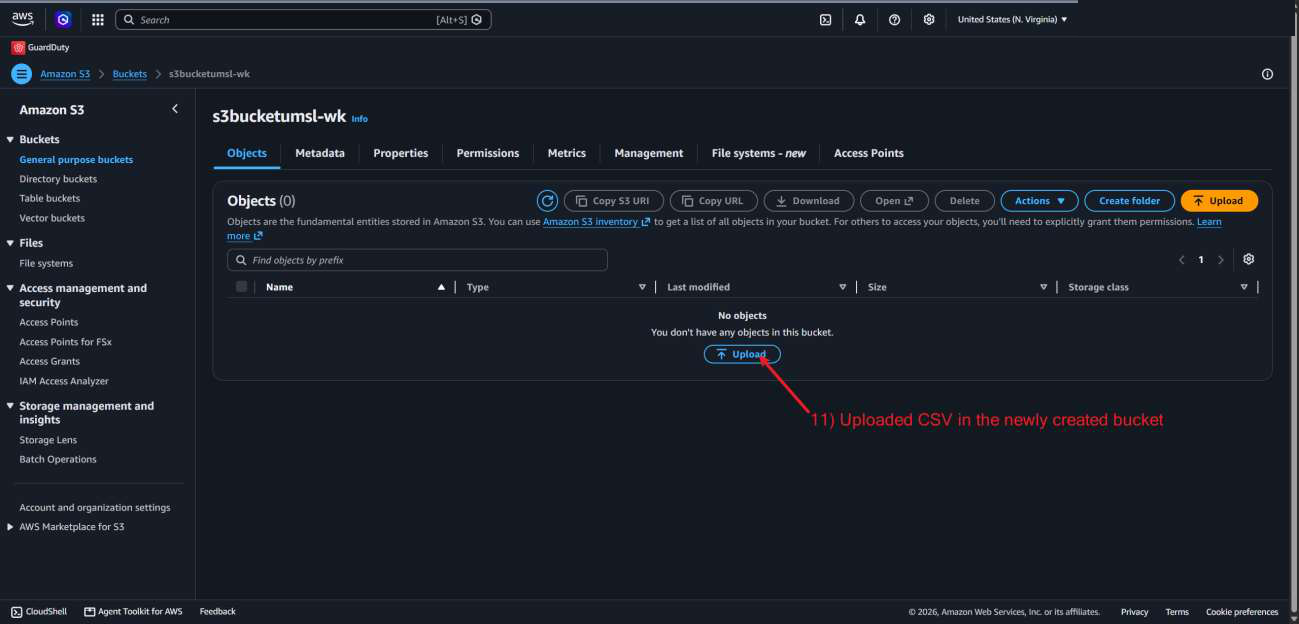 aws
Search [Alt+S]
United States (N. Virginia)
GuardDuty
Amazon S3 > Buckets > s3bucketumsl-wk
Amazon S3
Buckets
General purpose buckets
Directory buckets
Table buckets
Vector buckets
Files
File systems
Access management and
security
Access Points
Access Points for FSx
Access Grants
IAM Access Analyzer
Storage management and
insights
Storage Lens
Batch Operations
Account and organization settings
AWS Marketplace for S3
s3bucketumsl-wk Info
Objects Metadata Properties Permissions Metrics Management File systems - new Access Points
Objects (0) Copy S3 URI Copy URL Download Open Delete Actions Create folder Upload
Objects are the fundamental entities stored in Amazon S3. You can use Amazon S3 inventory to get a list of all objects in your bucket. For others to access your objects, you'll need to explicitly grant them permissions. Learn
more
Find objects by prefix 1
Name Type Last modified Size Storage class
No objects
You don't have any objects in this bucket.
Upload
11) Uploaded CSV in the newly created bucket
CloudShell Agent Toolkit for AWS Feedback © 2026, Amazon Web Services, Inc. or its affiliates. Privacy Terms Cookie preferences